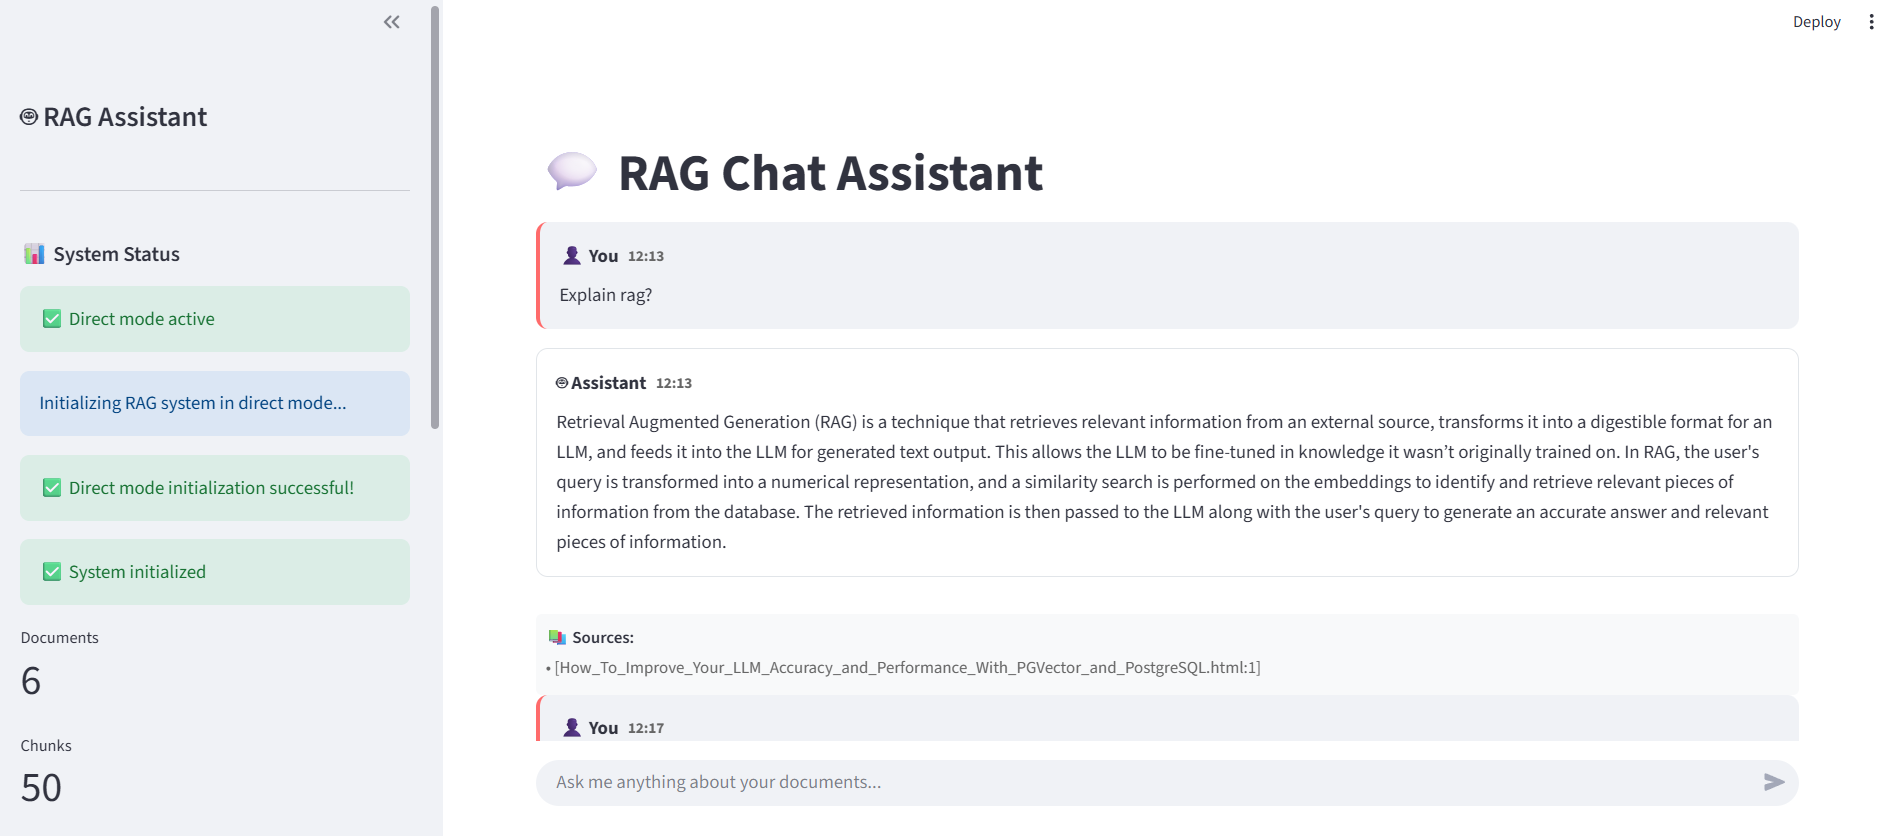 Deploy
RAG Assistant
System Status
Direct mode active
Initializing RAG system in direct mode...
Direct mode initialization successful!
System initialized
Documents
6
Chunks
50
RAG Chat Assistant
You 12:13
Explain rag?
Assistant 12:13
Retrieval Augmented Generation (RAG) is a technique that retrieves relevant information from an external source, transforms it into a digestible format for an
LLM, and feeds it into the LLM for generated text output. This allows the LLM to be fine-tuned in knowledge it wasn’t originally trained on. In RAG, the user's
query is transformed into a numerical representation, and a similarity search is performed on the embeddings to identify and retrieve relevant pieces of
information from the database. The retrieved information is then passed to the LLM along with the user's query to generate an accurate answer and relevant
pieces of information.
Sources:
• [How_To_Improve_Your_LLM_Accuracy_and_Performance_With_PGVector_and_PostgreSQL.html:1]
You 12:17
Ask me anything about your documents...